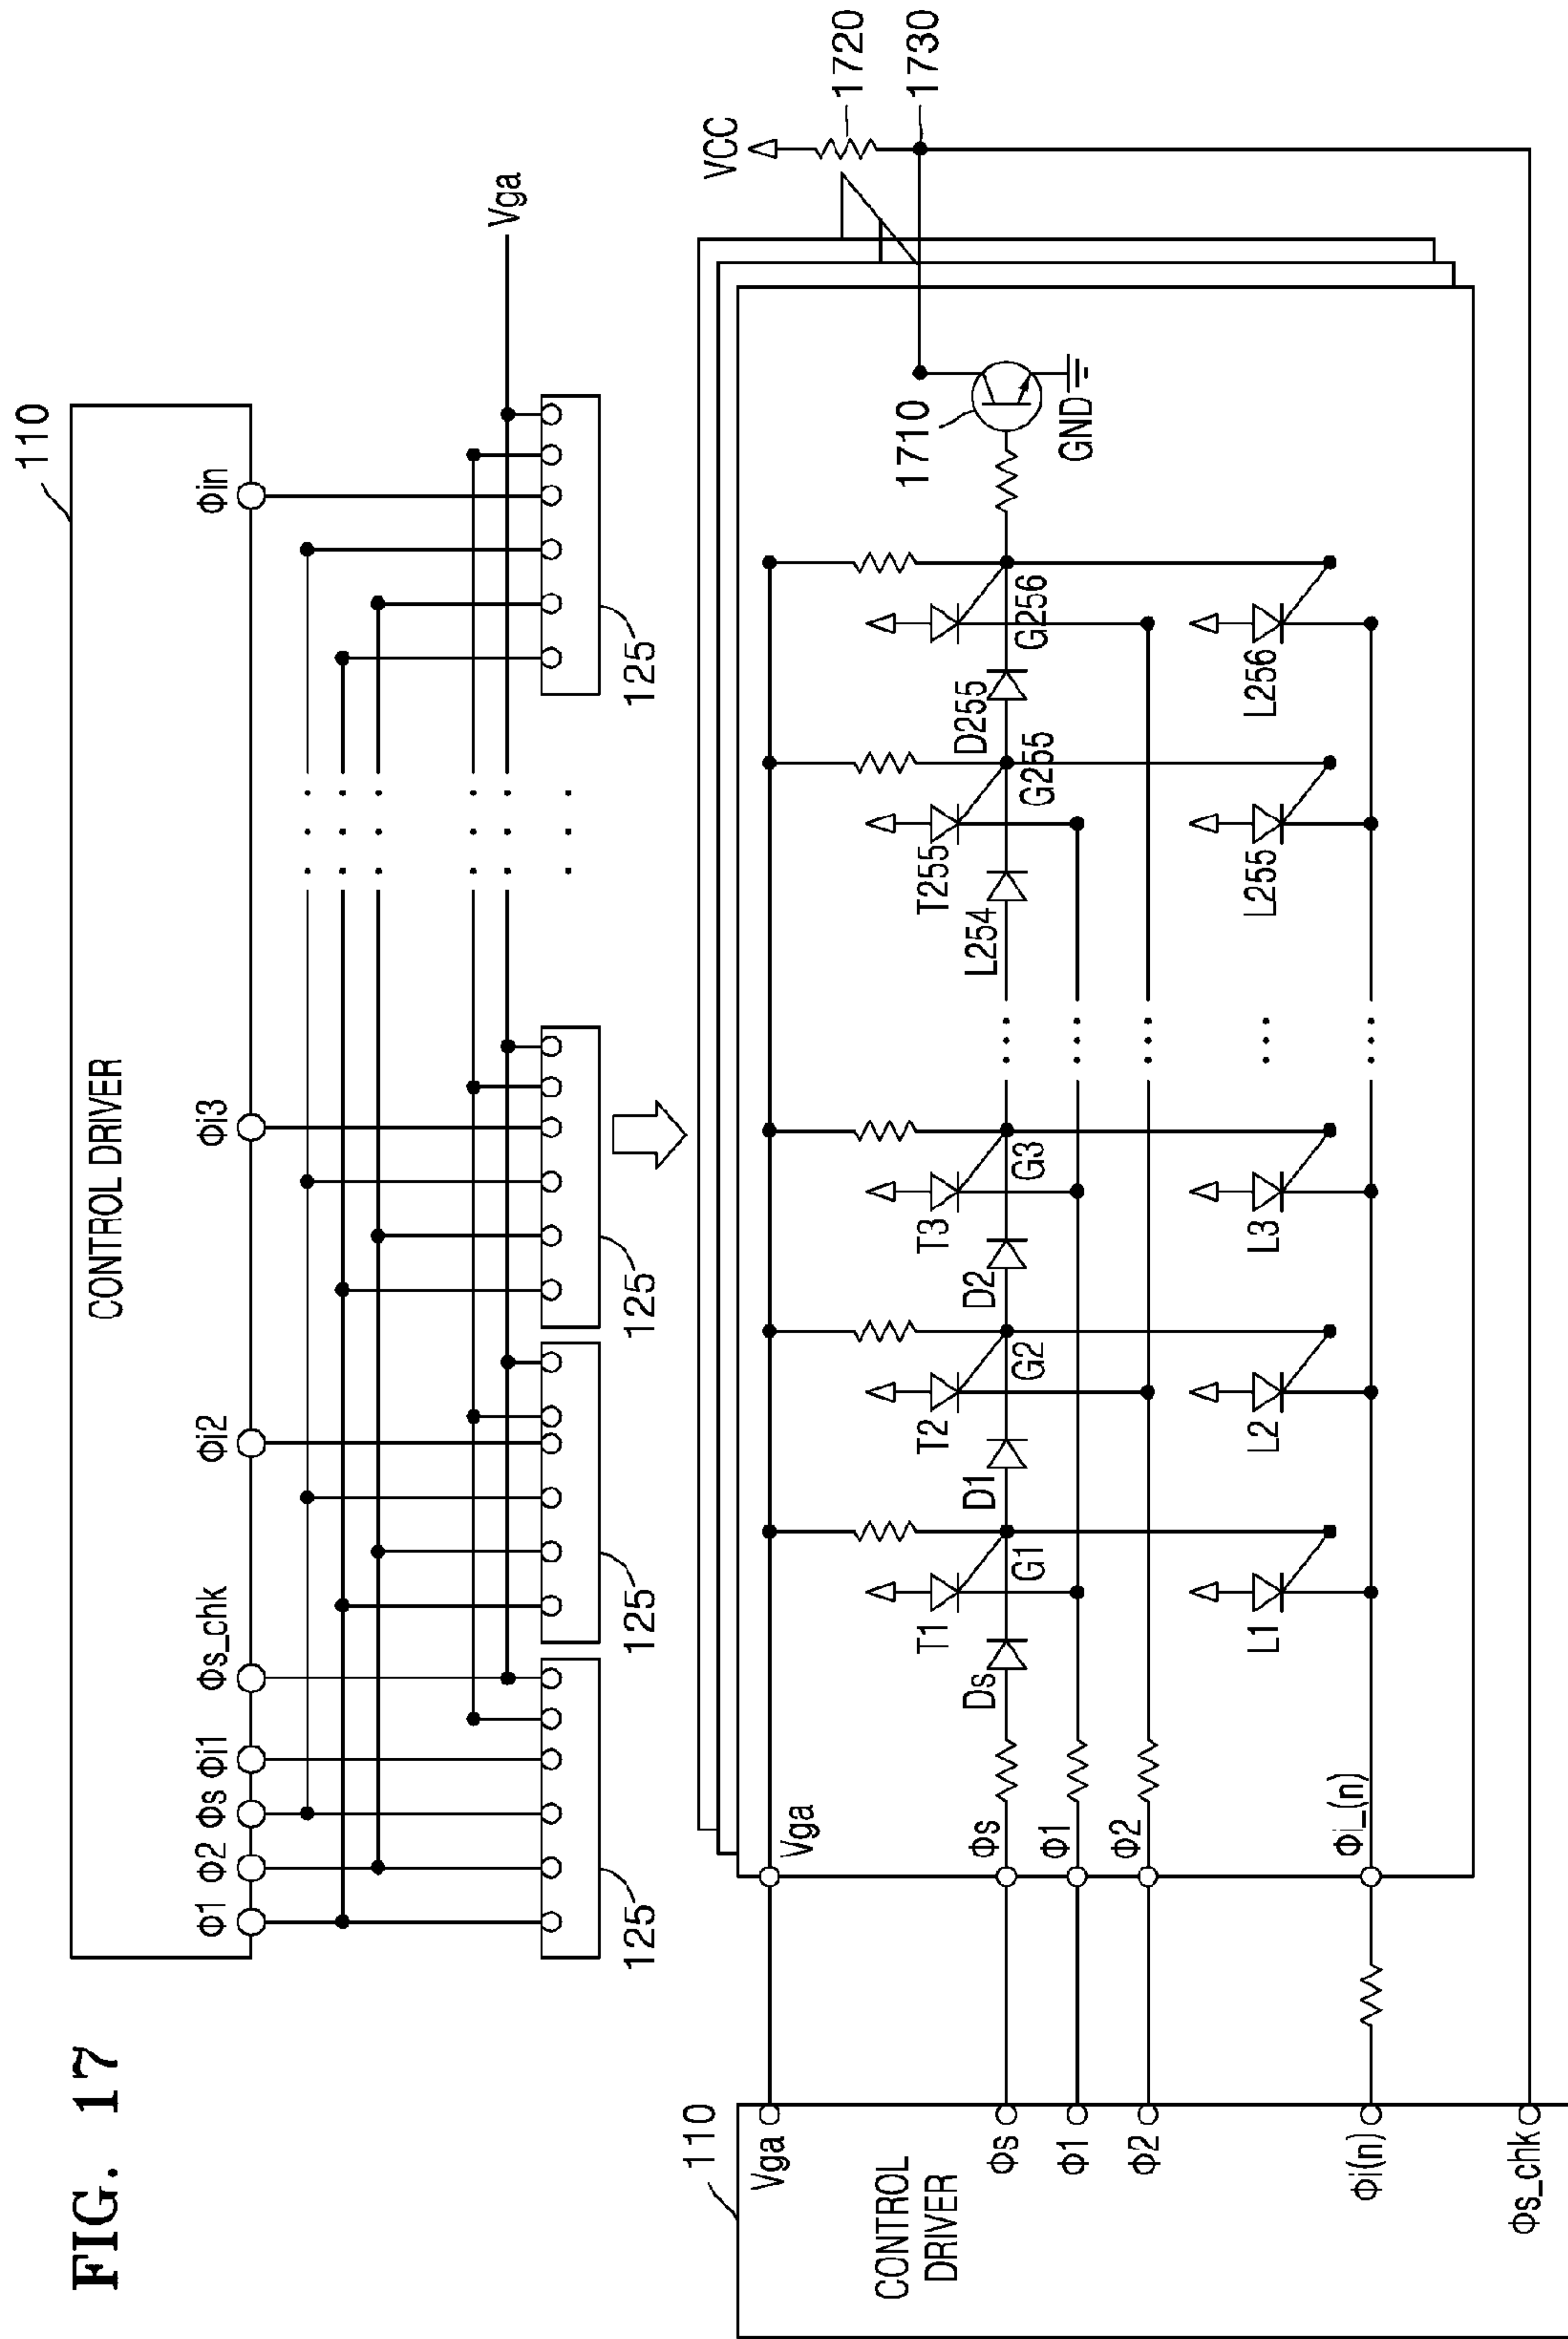 FIG. 17
110
CONTROL DRIVER
Φ1
Φ2
Φs
Φi1
Φs_chk
Φi2
Φi3
Φin
Vga
125
125
125
125
110
CONTROL
DRIVER
Vga
Φs
Φ1
Φ2
Φi(n)
Φs_chk
Vga
Φs
Φ1
Φ2
Φi_(n)
T1
T2
T3
T255
Ds
D1
D2
L254
D255
G1
G2
G3
G255
G256
L1
L2
L3
L255
L256
1710
GND
VCC
1720
1730